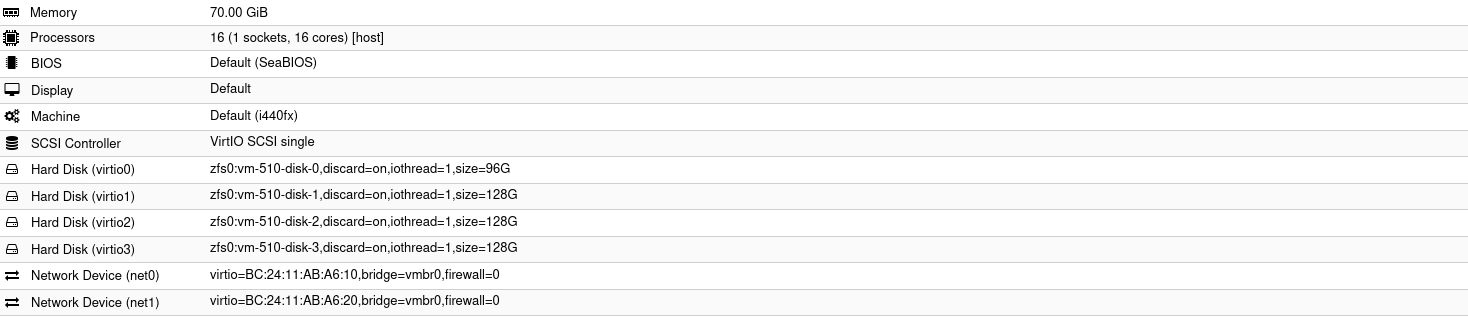 Memory 70.00 GiB
Processors 16 (1 sockets, 16 cores) [host]
BIOS Default (SeaBIOS)
Display Default
Machine Default (i440fx)
SCSI Controller VirtIO SCSI single
Hard Disk (virtio0) zfs0:vm-510-disk-0,discard=on,iothread=1,size=96G
Hard Disk (virtio1) zfs0:vm-510-disk-1,discard=on,iothread=1,size=128G
Hard Disk (virtio2) zfs0:vm-510-disk-2,discard=on,iothread=1,size=128G
Hard Disk (virtio3) zfs0:vm-510-disk-3,discard=on,iothread=1,size=128G
Network Device (net0) virtio=BC:24:11:AB:A6:10,bridge=vmbr0,firewall=0
Network Device (net1) virtio=BC:24:11:AB:A6:20,bridge=vmbr0,firewall=0